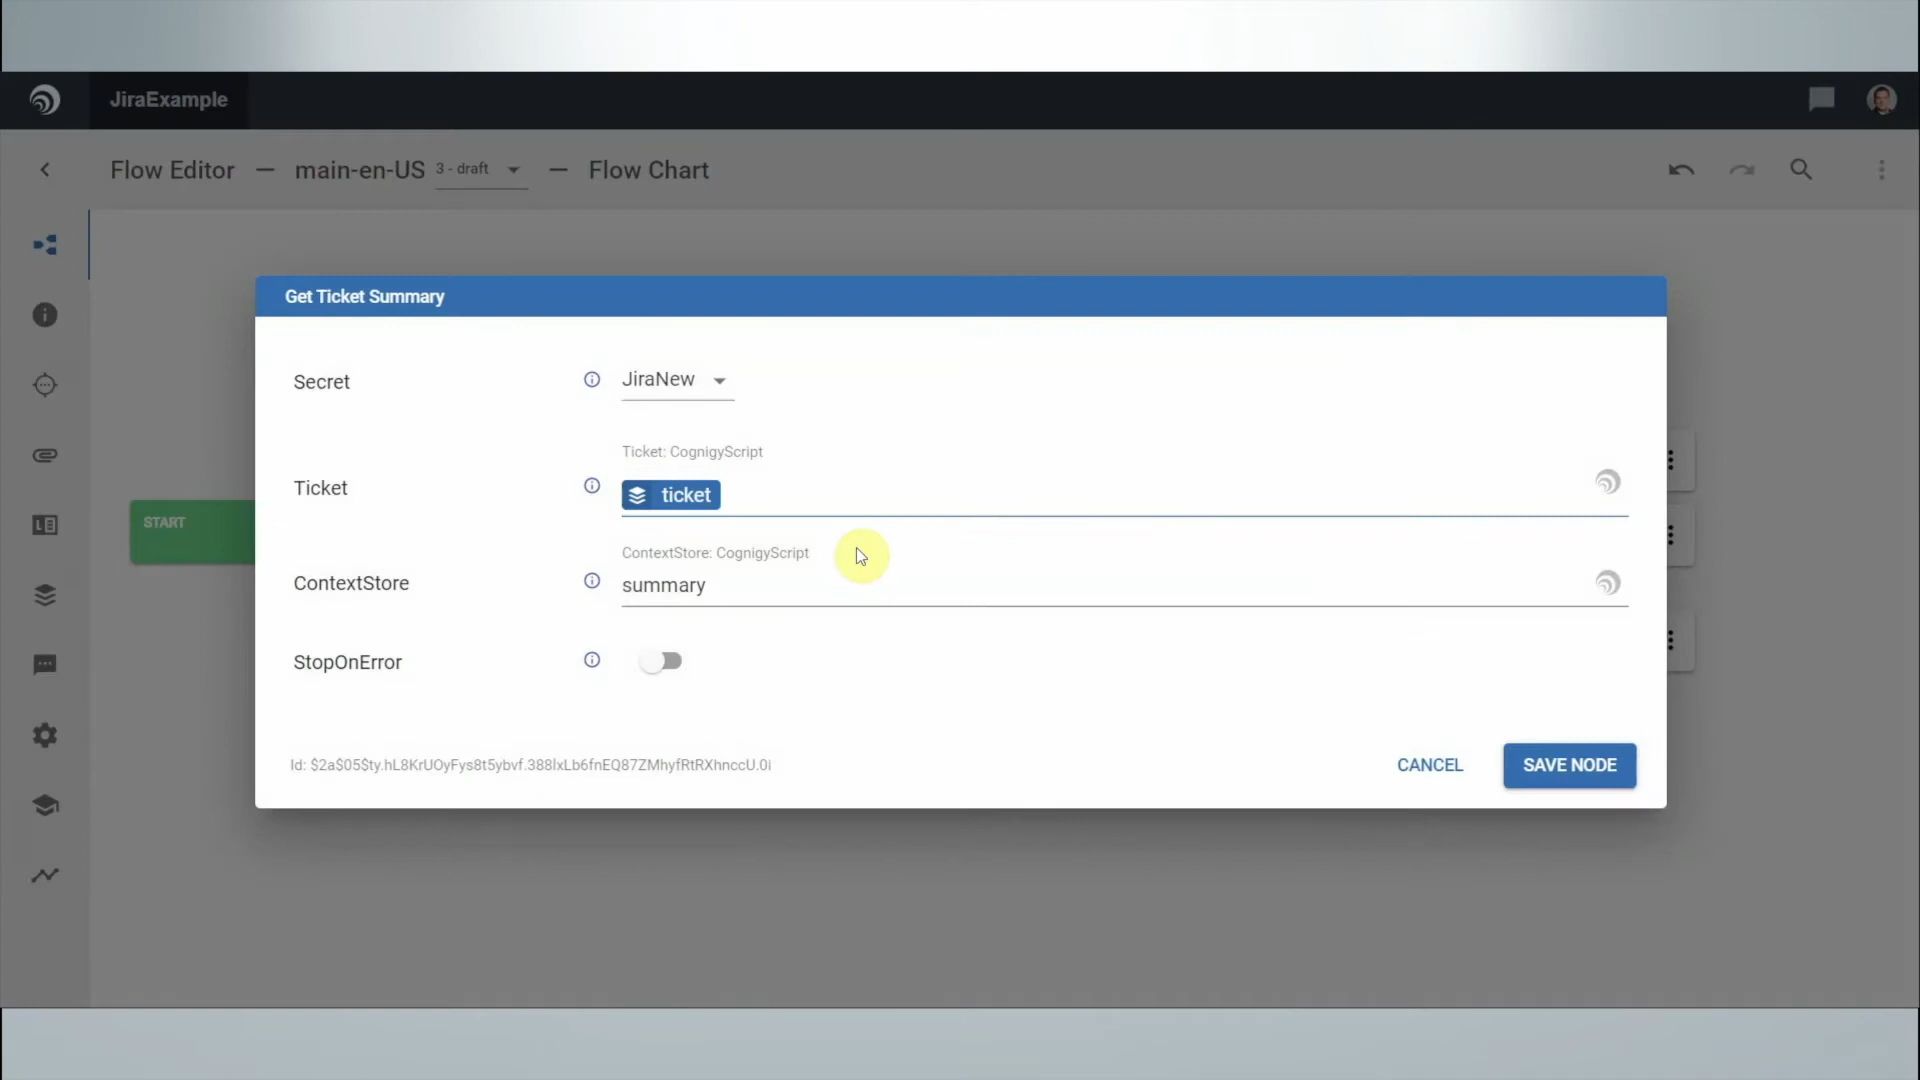 JiraExample
Flow Editor — main-en-US 3 - draft — Flow Chart
START
Get Ticket Summary
Secret
JiraNew
Ticket: CognigyScript
Ticket
ticket
ContextStore: CognigyScript
ContextStore
summary
StopOnError
Id: $2a$05$ty.hL8KrUOyFys8t5ybvf.388lxLb6fnEQ87ZMhyfRtRXhnccU.0i
CANCEL
SAVE NODE